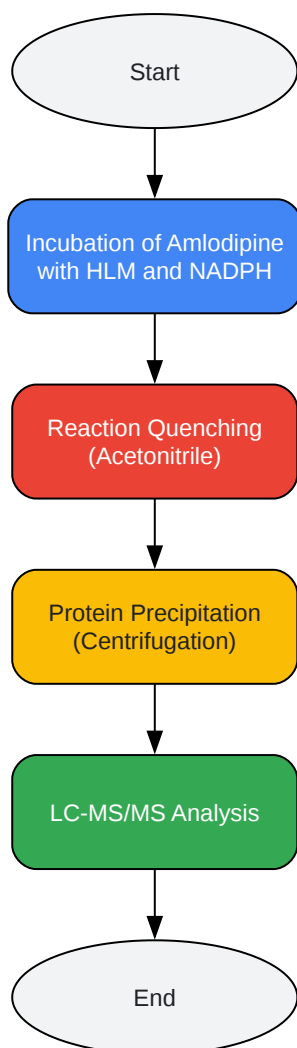 Start
Incubation of Amlodipine
with HLM and NADPH
Reaction Quenching
(Acetonitrile)
Protein Precipitation
(Centrifugation)
LC-MS/MS Analysis
End